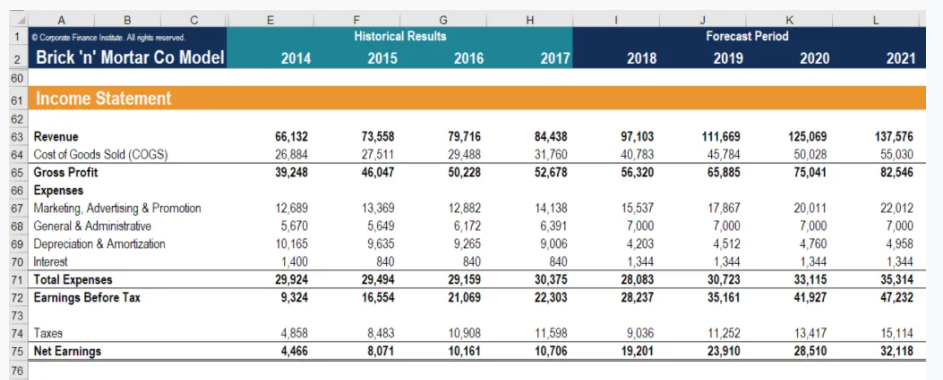 A B C E F G H I J K L
1 © Corporate Finance Institute. All rights reserved. Historical Results Forecast Period
2 Brick 'n' Mortar Co Model 2014 2015 2016 2017 2018 2019 2020 2021
60
61 Income Statement
62
63 Revenue 66,132 73,558 79,716 84,438 97,103 111,669 125,069 137,576
64 Cost of Goods Sold (COGS) 26,884 27,511 29,488 31,760 40,783 45,784 50,028 55,030
65 Gross Profit 39,248 46,047 50,228 52,678 56,320 65,885 75,041 82,546
66 Expenses
67 Marketing, Advertising & Promotion 12,689 13,369 12,882 14,138 15,537 17,867 20,011 22,012
68 General & Administrative 5,670 5,649 6,172 6,391 7,000 7,000 7,000 7,000
69 Depreciation & Amortization 10,165 9,635 9,265 9,006 4,203 4,512 4,760 4,958
70 Interest 1,400 840 840 840 1,344 1,344 1,344 1,344
71 Total Expenses 29,924 29,494 29,159 30,375 28,083 30,723 33,115 35,314
72 Earnings Before Tax 9,324 16,554 21,069 22,303 28,237 35,161 41,927 47,232
73
74 Taxes 4,858 8,483 10,908 11,598 9,036 11,252 13,417 15,114
75 Net Earnings 4,466 8,071 10,161 10,706 19,201 23,910 28,510 32,118
76